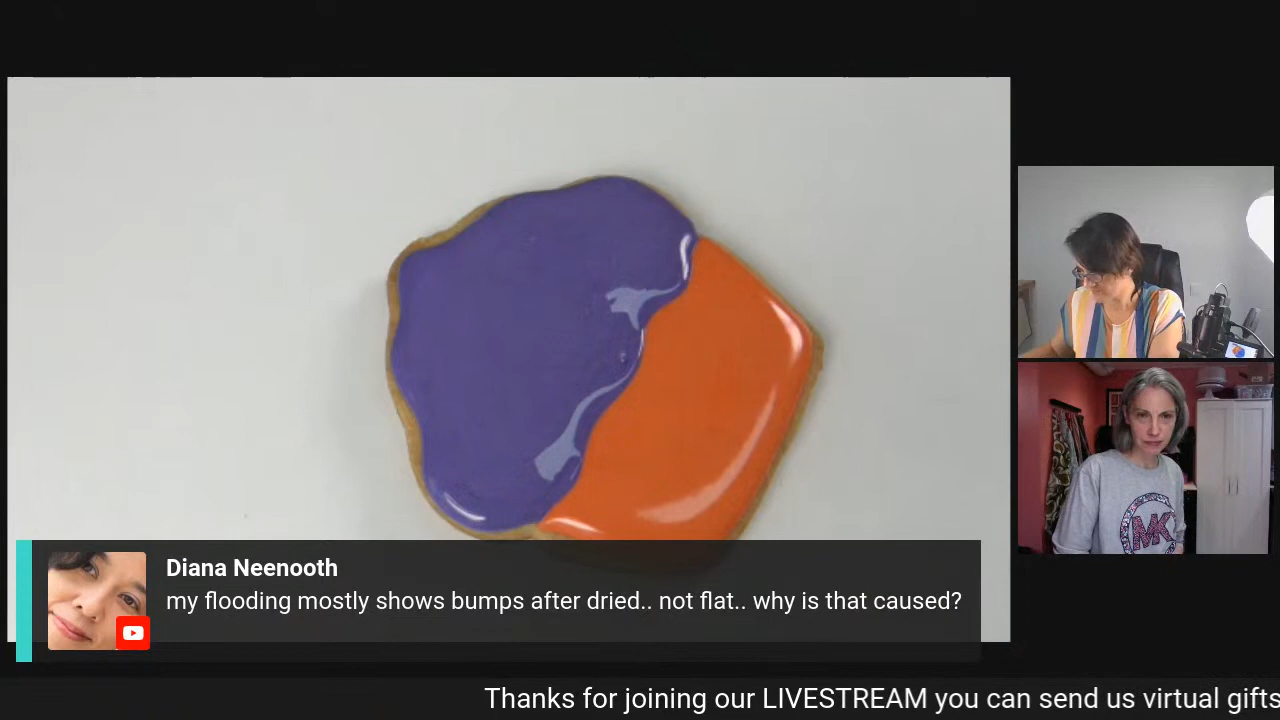 MK
Diana Neenooth
my flooding mostly shows bumps after dried.. not flat.. why is that caused?
Thanks for joining our LIVESTREAM you can send us virtual gifts